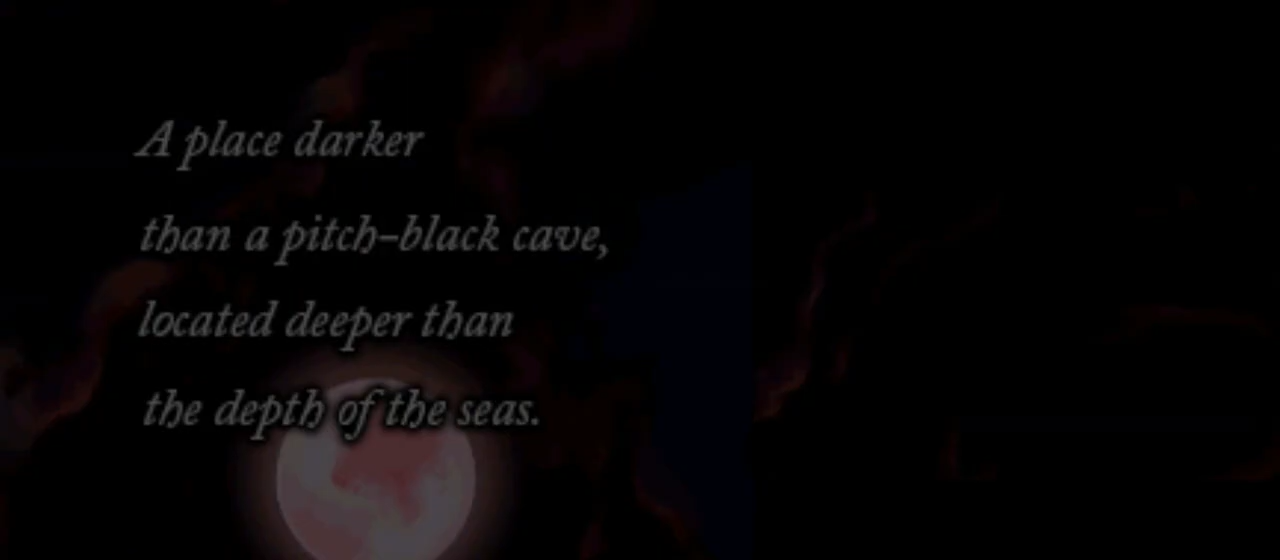 A place darker
than a pitch-black cave,
located deeper than
the depth of the seas.